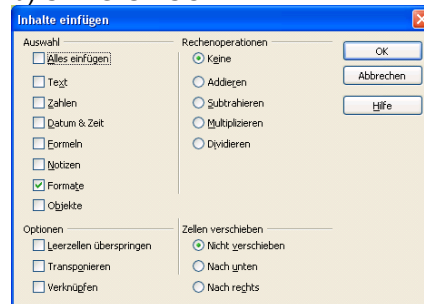 Inhalte einfügen
Auswahl
Alles einfügen
Text
Zahlen
Datum & Zeit
Formeln
Notizen
Formate
Objekte
Rechenoperationen
Keine
Addieren
Subtrahieren
Multiplizieren
Dividieren
OK
Abbrechen
Hilfe
Optionen
Leerzellen überspringen
Transponieren
Verknüpfen
Zellen verschieben
Nicht verschieben
Nach unten
Nach rechts